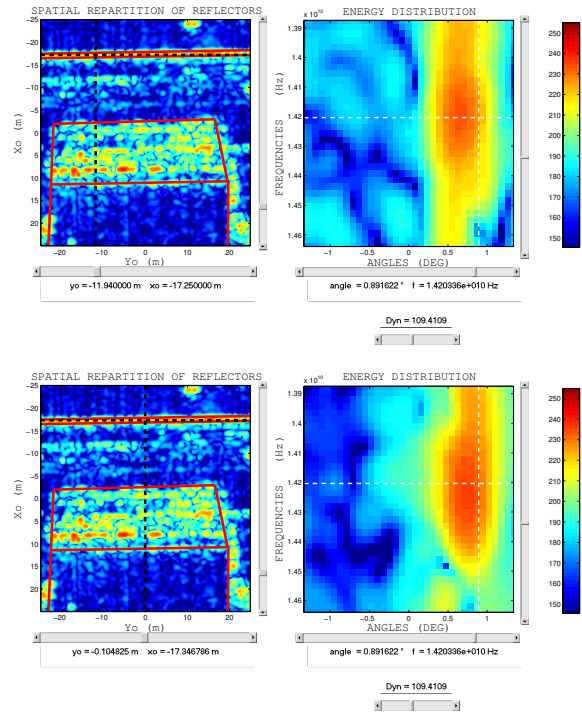 SPATIAL REPARTITION OF REFLECTORS
ENERGY DISTRIBUTION
x 10¹⁰
-25
-20
-15
-10
-5
0
5
10
15
20
Xo (m)
-20 -10 0 10 20
Yo (m)
1.39
1.4
1.41
1.42
1.43
1.44
1.45
1.46
FREQUENCIES (Hz)
-1 -0.5 0 0.5 1
ANGLES (DEG)
250
240
230
220
210
200
190
180
170
160
150
yo = -11.940000 m xo = -17.250000 m
angle = 0.891622 ° f = 1.420336e+010 Hz
Dyn = 109.4109
SPATIAL REPARTITION OF REFLECTORS
ENERGY DISTRIBUTION
x 10¹⁰
-25
-20
-15
-10
-5
0
5
10
15
20
Xo (m)
-20 -10 0 10 20
Yo (m)
1.39
1.4
1.41
1.42
1.43
1.44
1.45
1.46
FREQUENCIES (Hz)
-1 -0.5 0 0.5 1
ANGLES (DEG)
250
240
230
220
210
200
190
180
170
160
150
yo = -0.104825 m xo = -17.346786 m
angle = 0.891622 ° f = 1.420336e+010 Hz
Dyn = 109.4109